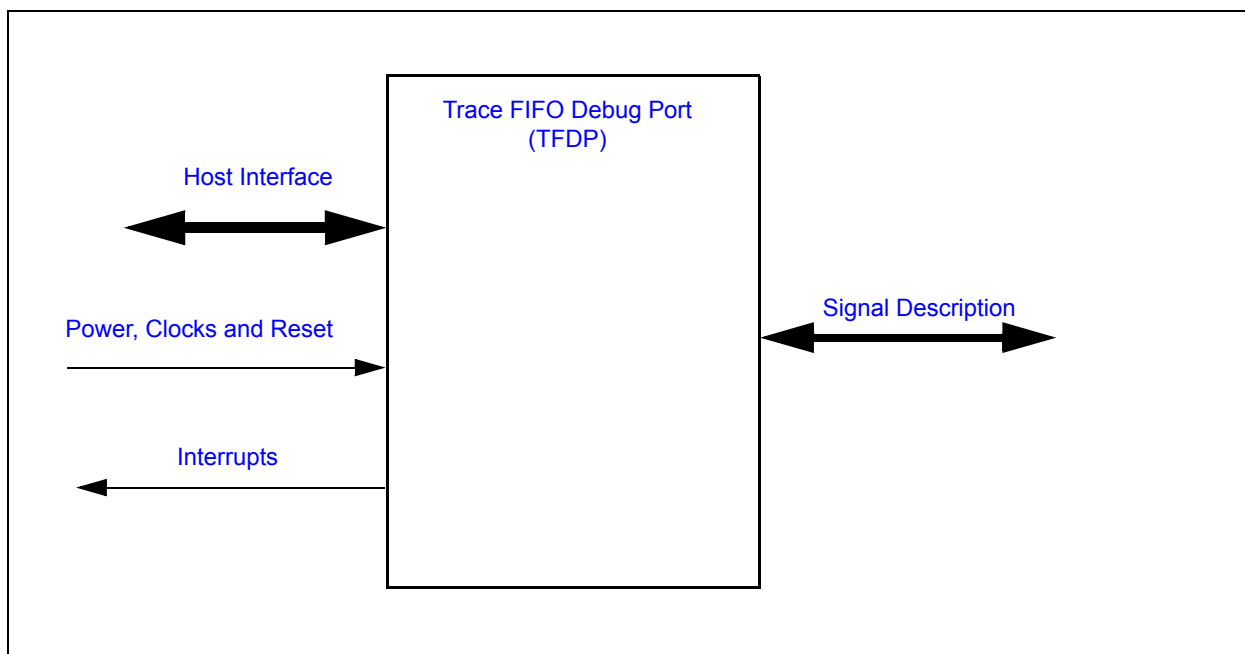 Trace FIFO Debug Port
(TFDP)
Host Interface
Signal Description
Power, Clocks and Reset
Interrupts